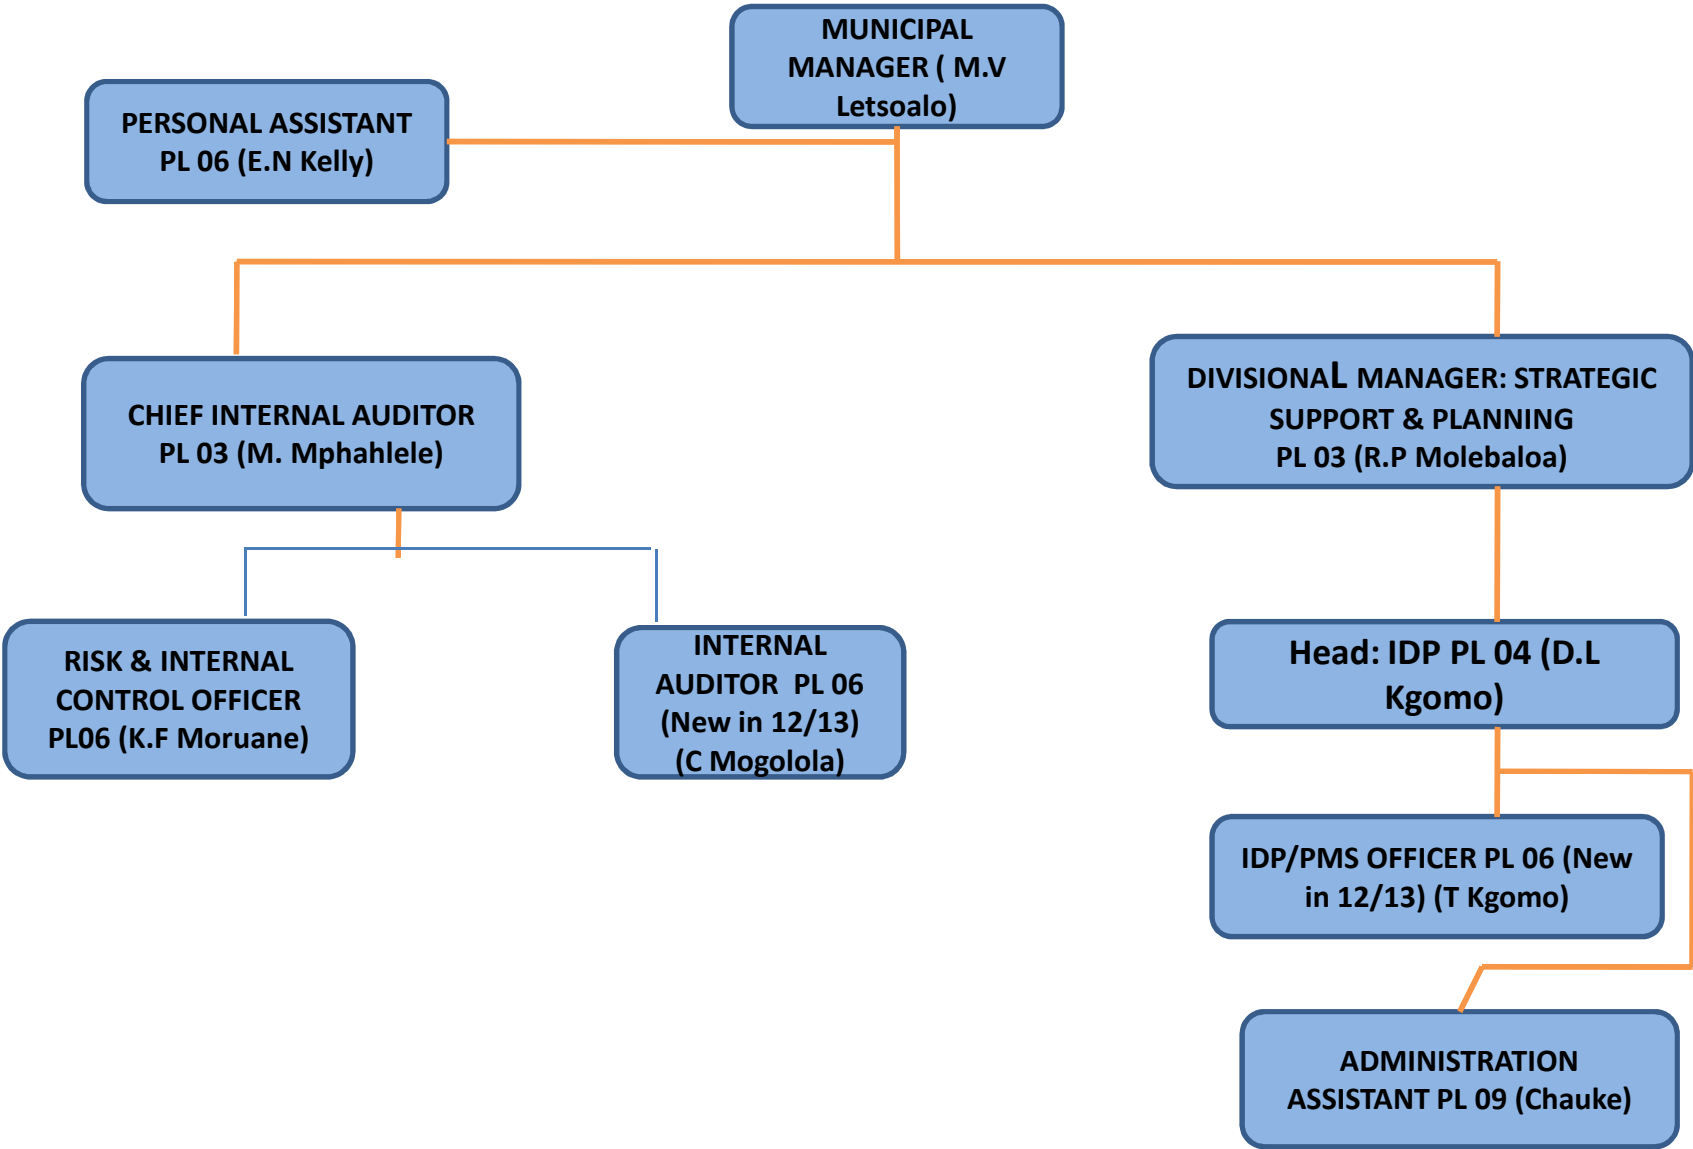 MUNICIPAL
MANAGER ( M.V
Letsoalo)
PERSONAL ASSISTANT
PL 06 (E.N Kelly)
CHIEF INTERNAL AUDITOR
PL 03 (M. Mphahlele)
DIVISIONAL MANAGER: STRATEGIC
SUPPORT & PLANNING
PL 03 (R.P Molebaloa)
RISK & INTERNAL
CONTROL OFFICER
PL06 (K.F Moruane)
INTERNAL
AUDITOR PL 06
(New in 12/13)
(C Mogolola)
Head: IDP PL 04 (D.L
Kgomo)
IDP/PMS OFFICER PL 06 (New
in 12/13) (T Kgomo)
ADMINISTRATION
ASSISTANT PL 09 (Chauke)